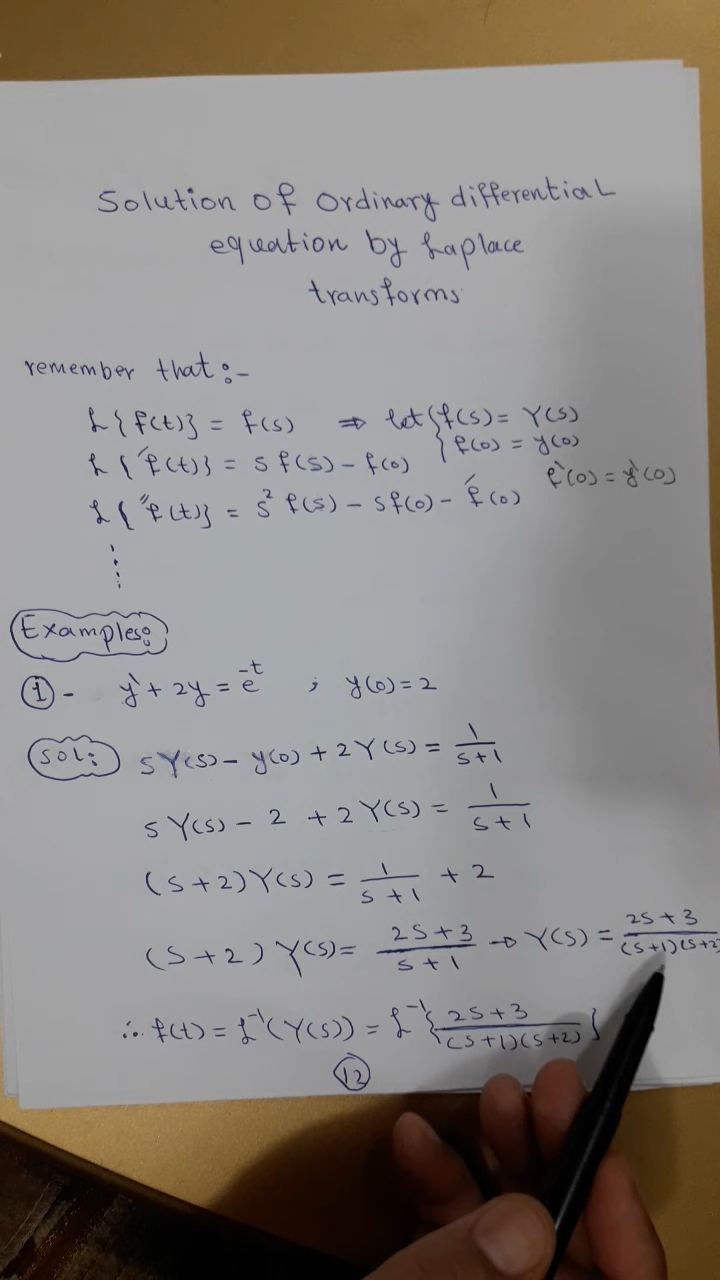 Solution of ordinary differential
equation by Laplace
transforms
remember that:-
L{f(t)} = f(s) ⇒ let { f(s) = Y(s)
f(0) = y(0)
L{f'(t)} = s f(s) - f(0)
f'(0) = y'(0)
L{f''(t)} = s² f(s) - s f(0) - f'(0)
Examples:
① - y' + 2y = e^-t ; y(0) = 2
Sol: sY(s) - y(0) + 2Y(s) = 1/(s+1)
sY(s) - 2 + 2Y(s) = 1/(s+1)
(s+2)Y(s) = 1/(s+1) + 2
(s+2)Y(s) = (2s+3)/(s+1) → Y(s) = (2s+3)/((s+1)(s+2)
∴ f(t) = L^-1(Y(s)) = L^-1{(2s+3)/((s+1)(s+2))}
⑫